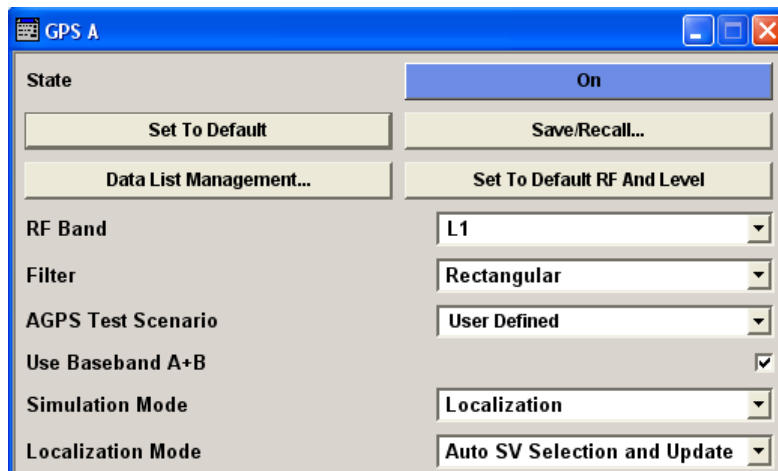 GPS A
State On
Set To Default Save/Recall...
Data List Management... Set To Default RF And Level
RF Band L1
Filter Rectangular
AGPS Test Scenario User Defined
Use Baseband A+B
Simulation Mode Localization
Localization Mode Auto SV Selection and Update